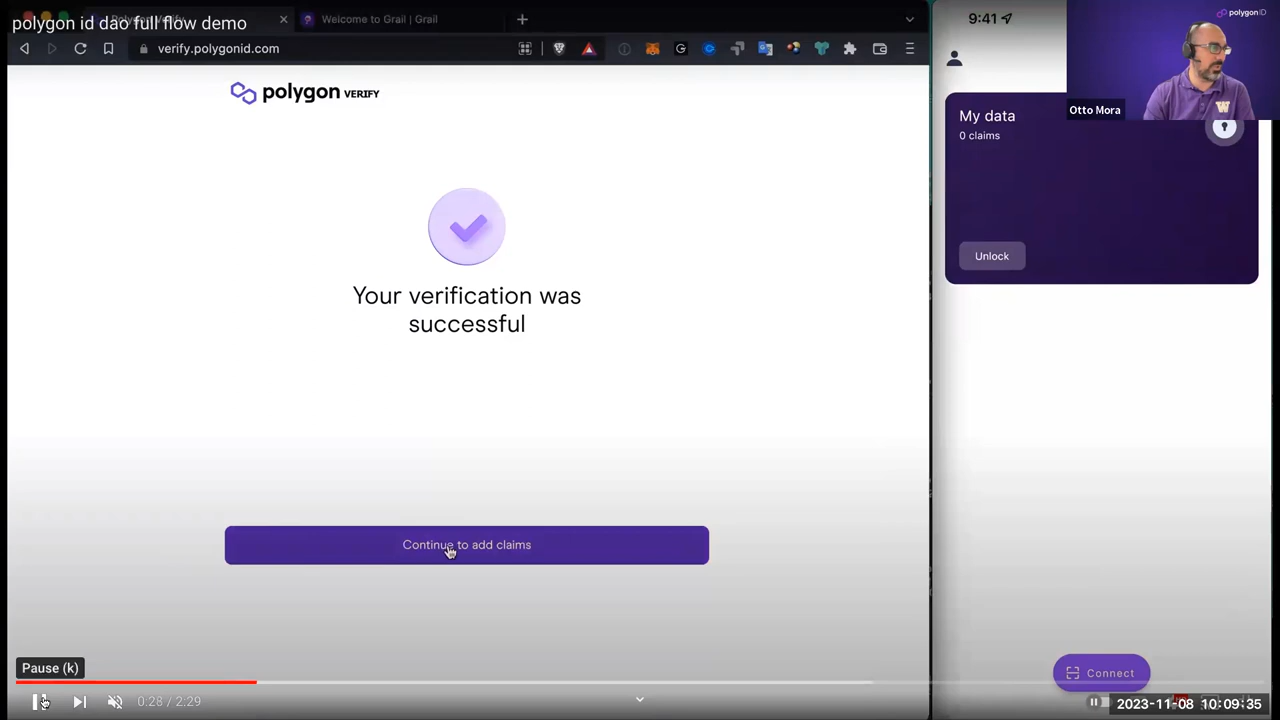 polygon id dao full flow demo
Welcome to Grail | Grail
verify.polygonid.com
polygon VERIFY
Your verification was
successful
Continue to add claims
Pause (k)
0:28 / 2:29
9:41
polygon ID
Otto Mora
W
My data
0 claims
Unlock
Connect
2023-11-08 10:09:35